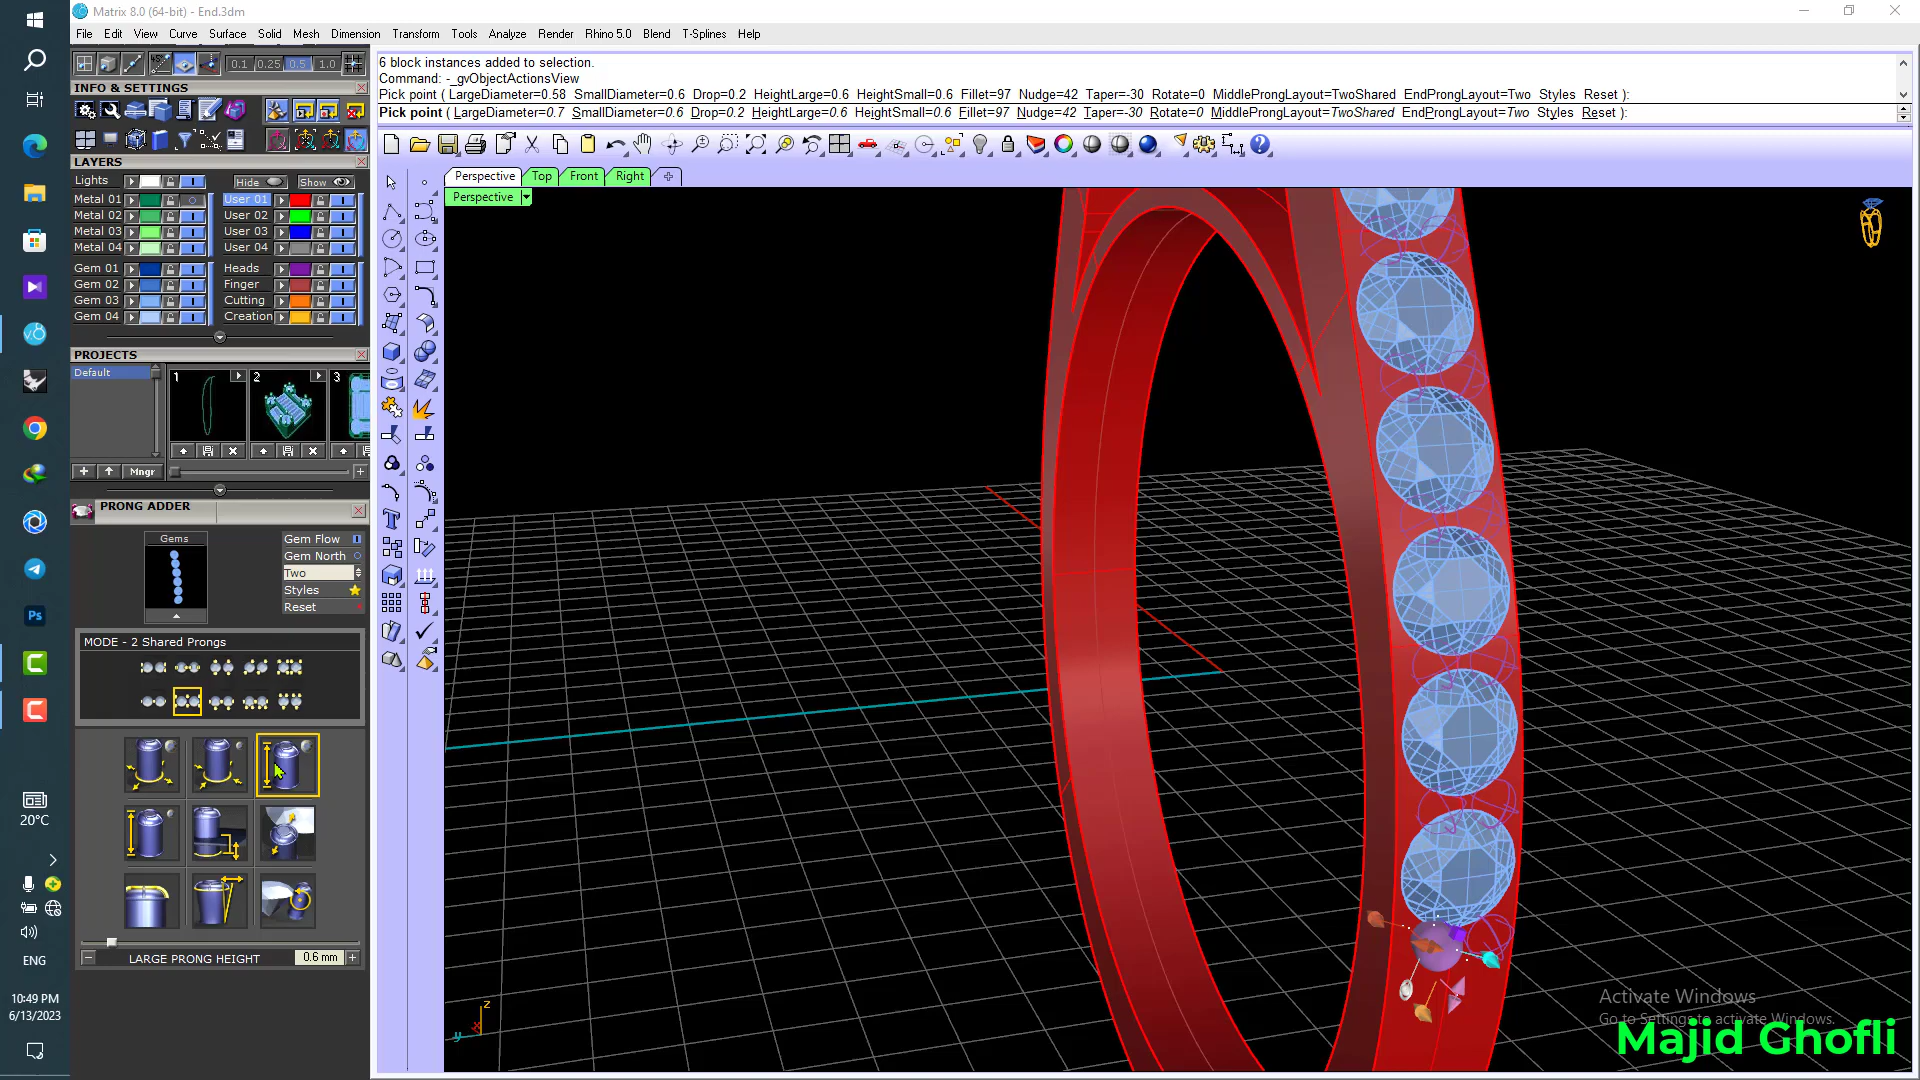 Matrix 8.0 (64-bit) - End.3dm
File Edit View Curve Surface Solid Mesh Dimension Transform Tools Analyze Render Rhino 5.0 Blend T-Splines Help
6 block instances added to selection.
Command: -_gvObjectActionsView
Pick point ( LargeDiameter=0.58 SmallDiameter=0.6 Drop=0.2 HeightLarge=0.6 HeightSmall=0.6 Fillet=97 Nudge=42 Taper=-30 Rotate=0 MiddleProngLayout=TwoShared EndProngLayout=Two Styles Reset ):
Pick point ( LargeDiameter=0.7 SmallDiameter=0.6 Drop=0.2 HeightLarge=0.6 HeightSmall=0.6 Fillet=97 Nudge=42 Taper=-30 Rotate=0 MiddleProngLayout=TwoShared EndProngLayout=Two Styles Reset ):
0.1 0.25 0.5 1.0
INFO & SETTINGS
LAYERS
Lights Hide Show
Metal 01 User 01
Metal 02 User 02
Metal 03 User 03
Metal 04 User 04
Gem 01 Heads
Gem 02 Finger
Gem 03 Cutting
Gem 04 Creation
PROJECTS
Default
1 2 3
Mngr
PRONG ADDER
Gems
Gem Flow
Gem North
Two
Styles
Reset
MODE - 2 Shared Prongs
LARGE PRONG HEIGHT 0.6 mm
Perspective Top Front Right
Perspective
z
x
y
20°C
ENG
10:49 PM
6/13/2023
Ps
Activate Windows
Go to Settings to activate Windows.
Majid Ghofli